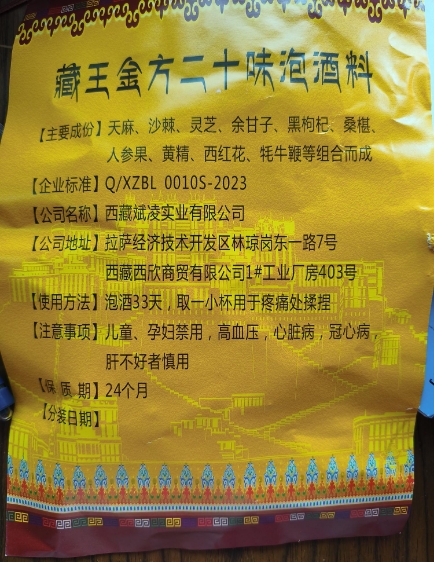 藏王金方二十味泡酒料
【主要成份】天麻、沙棘、灵芝、余甘子、黑枸杞、桑椹、
人参果、黄精、西红花、牦牛鞭等组合而成
【企业标准】Q/XZBL 0010S-2023
【公司名称】西藏斌凌实业有限公司
【公司地址】拉萨经济技术开发区林琼岗东一路7号
西藏西欣商贸有限公司1#工业厂房403号
【使用方法】泡酒33天，取一小杯用于疼痛处揉捏
【注意事项】儿童、孕妇禁用，高血压，心脏病，冠心病，
肝不好者慎用
【保 质 期】24个月
【分装日期】